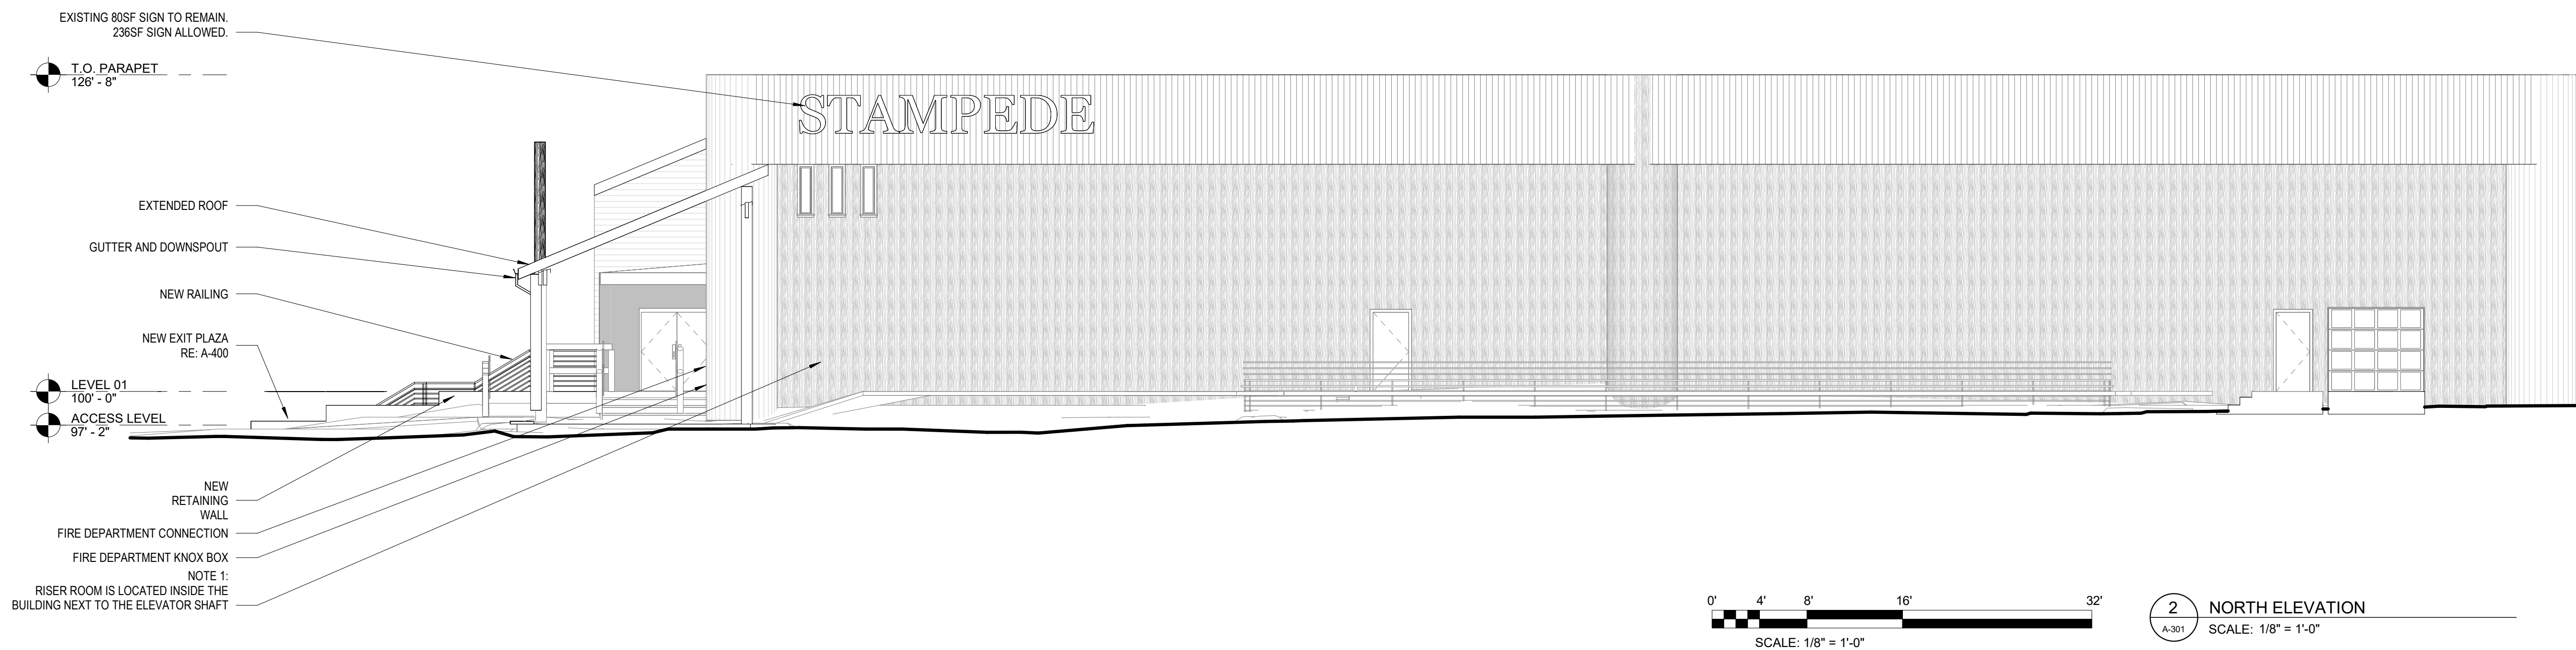 EXISTING 80SF SIGN TO REMAIN.
236SF SIGN ALLOWED.
T.O. PARAPET
126' - 8"
STAMPEDE
EXTENDED ROOF
GUTTER AND DOWNSPOUT
NEW RAILING
NEW EXIT PLAZA
RE: A-400
LEVEL 01
100' - 0"
ACCESS LEVEL
97' - 2"
NEW
RETAINING
WALL
FIRE DEPARTMENT CONNECTION
FIRE DEPARTMENT KNOX BOX
NOTE 1:
RISER ROOM IS LOCATED INSIDE THE
BUILDING NEXT TO THE ELEVATOR SHAFT
0' 4' 8' 16' 32'
SCALE: 1/8" = 1'-0"
2
A-301
NORTH ELEVATION
SCALE: 1/8" = 1'-0"